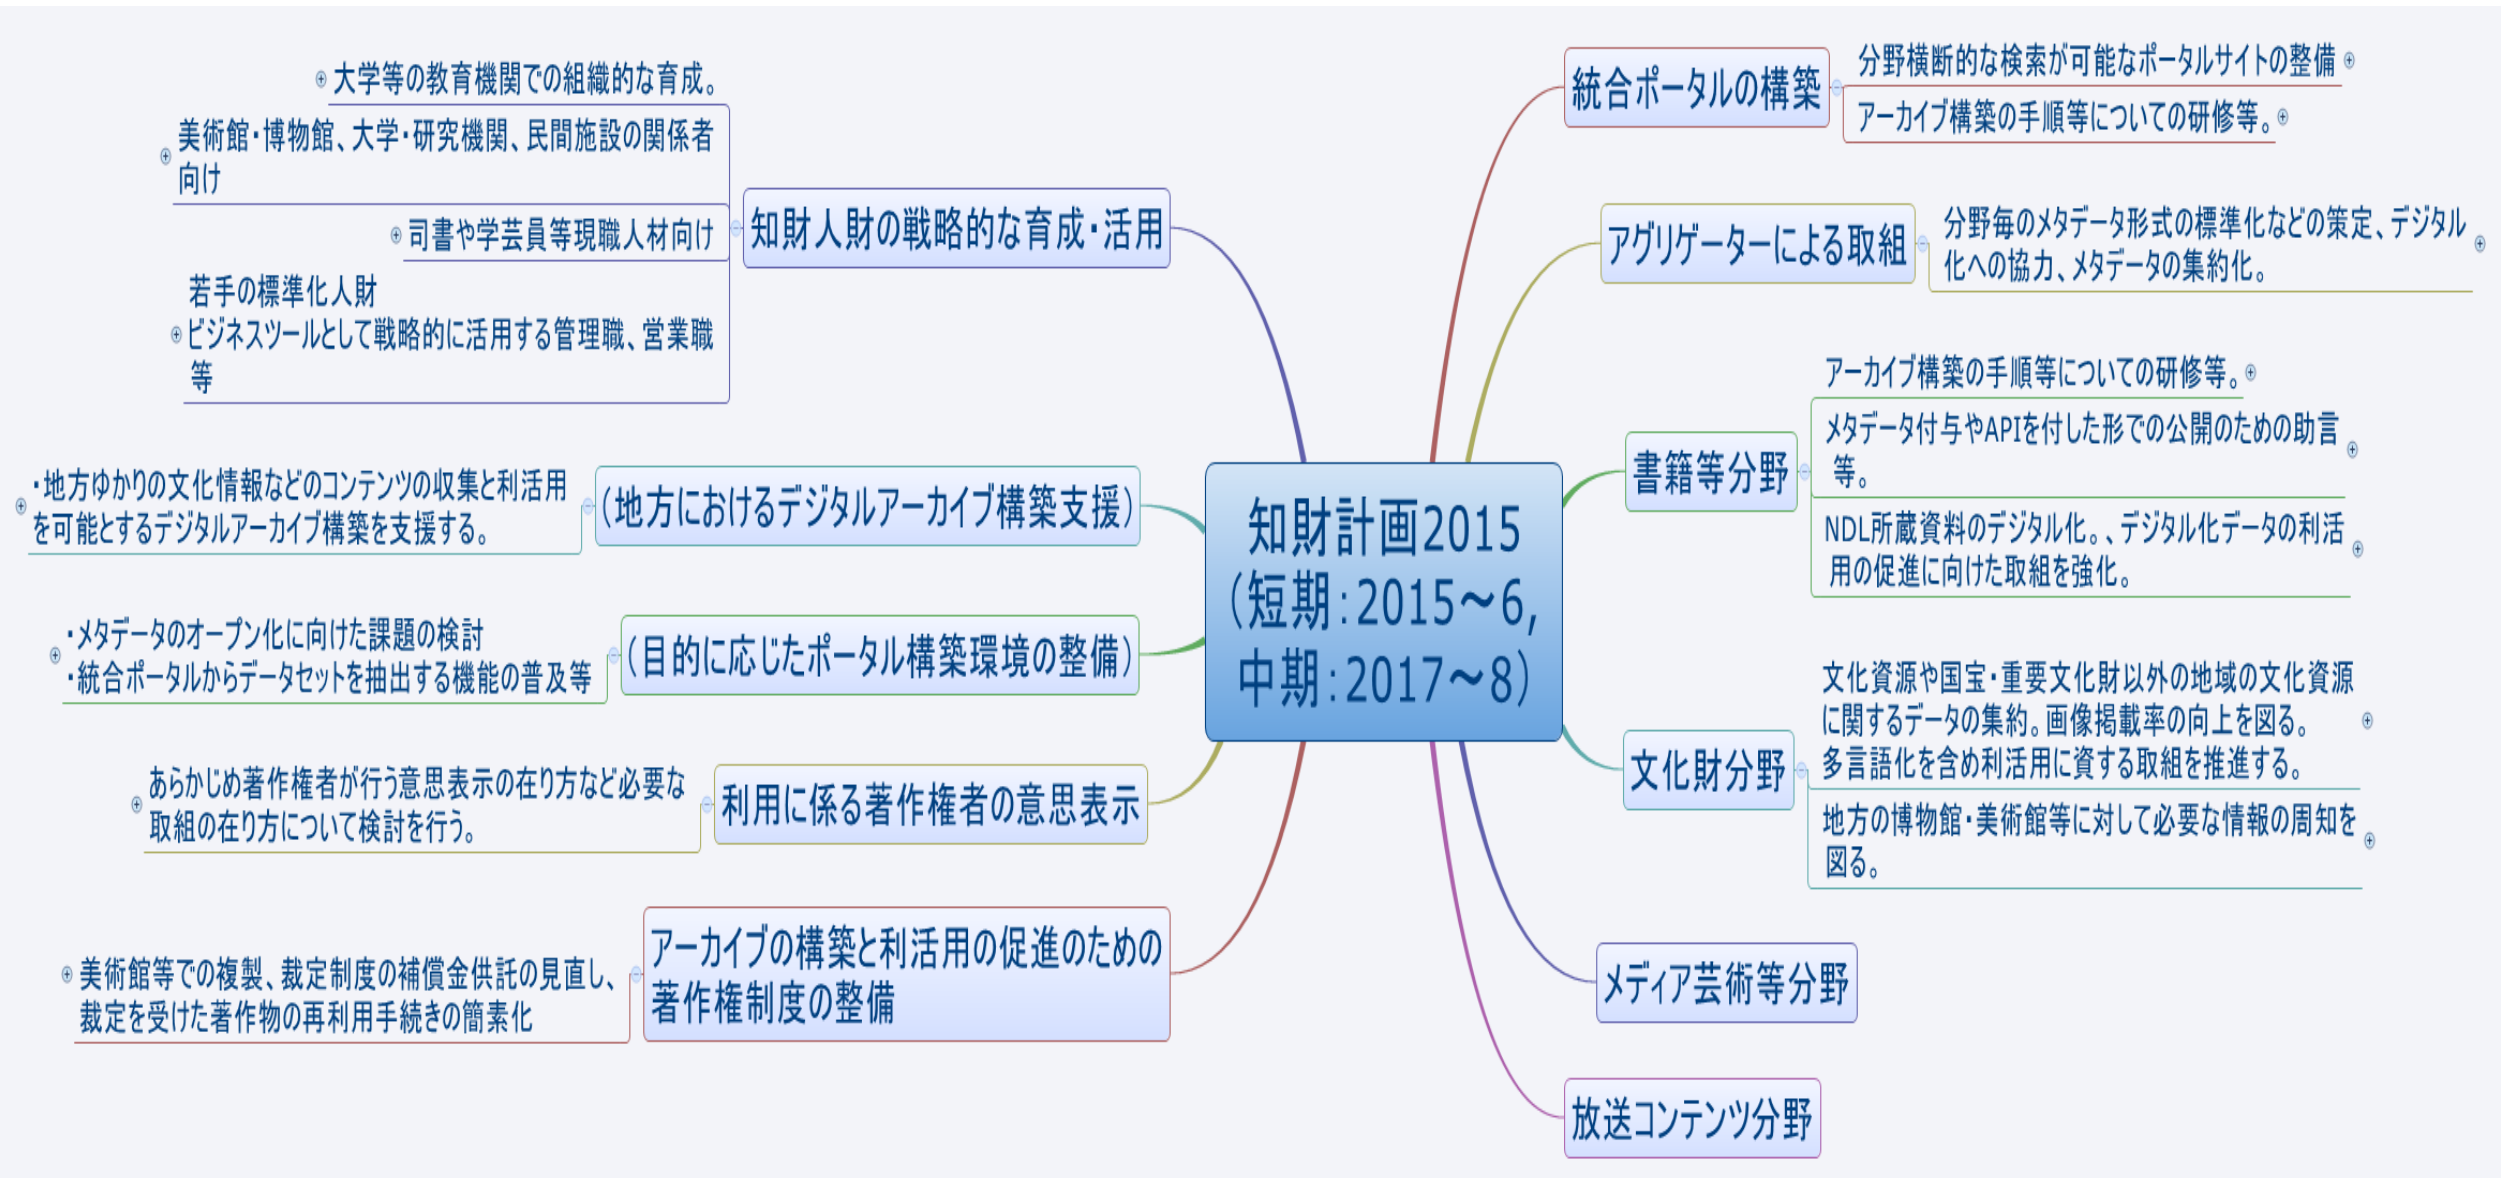 知財計画2015
（短期：2015～6,
中期：2017～8）
統合ポータルの構築
分野横断的な検索が可能なポータルサイトの整備
アーカイブ構築の手順等についての研修等。
アグリゲーターによる取組
分野毎のメタデータ形式の標準化などの策定、デジタル
化への協力、メタデータの集約化。
書籍等分野
アーカイブ構築の手順等についての研修等。
メタデータ付与やAPIを付した形での公開のための助言
等。
NDL所蔵資料のデジタル化。、デジタル化データの利活
用の促進に向けた取組を強化。
文化財分野
文化資源や国宝・重要文化財以外の地域の文化資源
に関するデータの集約。画像掲載率の向上を図る。
多言語化を含め利活用に資する取組を推進する。
地方の博物館・美術館等に対して必要な情報の周知を
図る。
メディア芸術等分野
放送コンテンツ分野
知財人財の戦略的な育成・活用
大学等の教育機関での組織的な育成。
美術館・博物館、大学・研究機関、民間施設の関係者
向け
司書や学芸員等現職人材向け
若手の標準化人財
ビジネスツールとして戦略的に活用する管理職、営業職
等
（地方におけるデジタルアーカイブ構築支援）
・地方ゆかりの文化情報などのコンテンツの収集と利活用
を可能とするデジタルアーカイブ構築を支援する。
（目的に応じたポータル構築環境の整備）
・メタデータのオープン化に向けた課題の検討
・統合ポータルからデータセットを抽出する機能の普及等
利用に係る著作権者の意思表示
あらかじめ著作権者が行う意思表示の在り方など必要な
取組の在り方について検討を行う。
アーカイブの構築と利活用の促進のための
著作権制度の整備
美術館等での複製、裁定制度の補償金供託の見直し、
裁定を受けた著作物の再利用手続きの簡素化